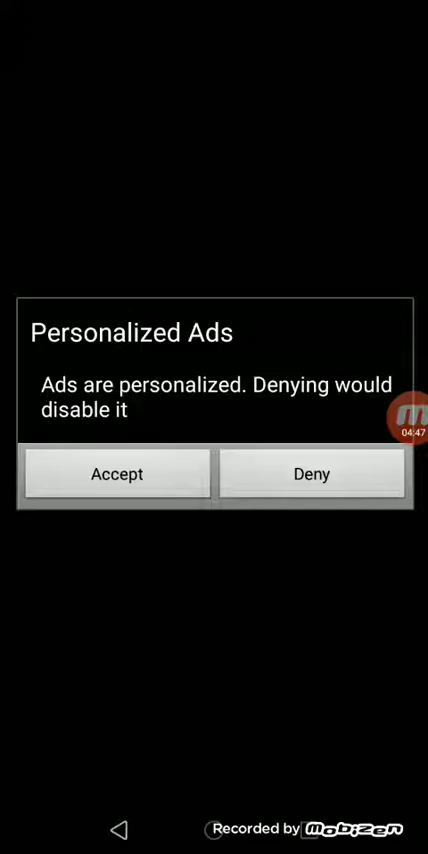 Personalized Ads
Ads are personalized. Denying would
disable it
04:47
Accept
Deny
Recorded by mobizen